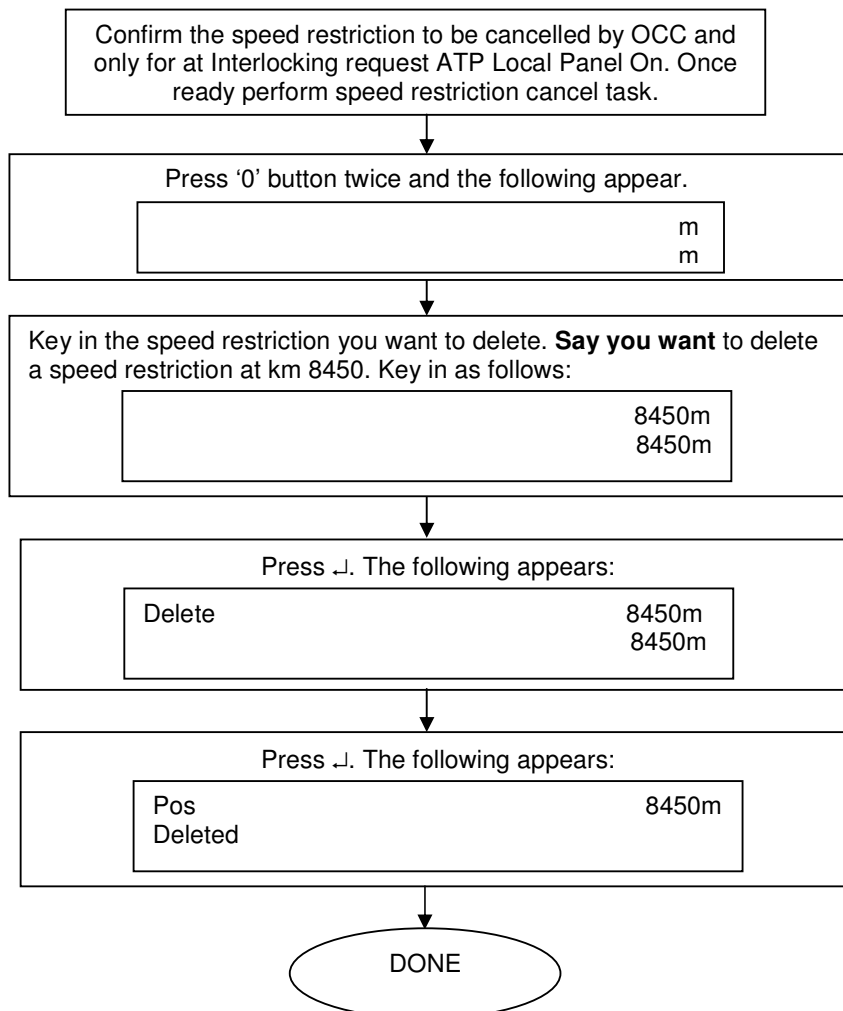 Confirm the speed restriction to be cancelled by OCC and
only for at Interlocking request ATP Local Panel On. Once
ready perform speed restriction cancel task.
Press ‘0’ button twice and the following appear.
m
m
Key in the speed restriction you want to delete. Say you want to delete
a speed restriction at km 8450. Key in as follows:
8450m
8450m
Press ↵. The following appears:
Delete 8450m
8450m
Press ↵. The following appears:
Pos 8450m
Deleted
DONE